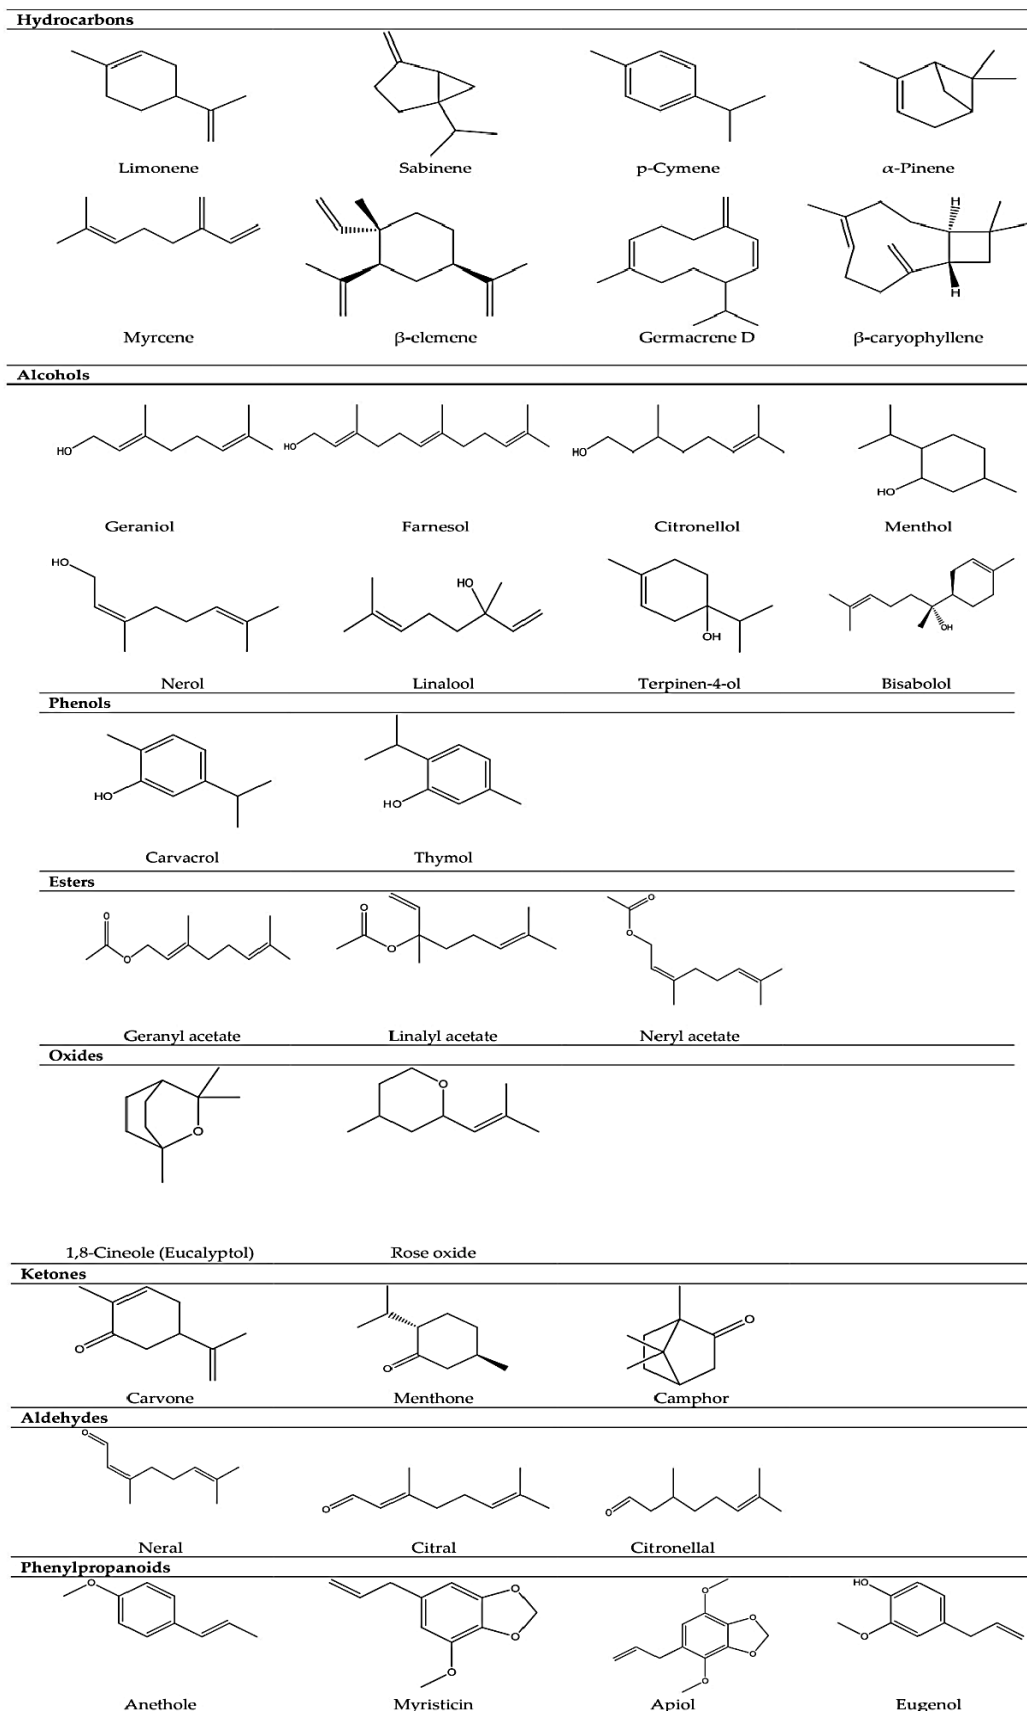 Hydrocarbons
Limonene Sabinene p-Cymene α-Pinene
H
H
Myrcene β-elemene Germacrene D β-caryophyllene
Alcohols
HO HO HO HO
Geraniol Farnesol Citronellol Menthol
HO HO OH OH
Nerol Linalool Terpinen-4-ol Bisabolol
Phenols
HO HO
Carvacrol Thymol
Esters
O O O
O O O
Geranyl acetate Linalyl acetate Neryl acetate
Oxides
O O
1,8-Cineole (Eucalyptol) Rose oxide
Ketones
O O O
Carvone Menthone Camphor
Aldehydes
O O O
Neral Citral Citronellal
Phenylpropanoids
O O O HO
O O O
O O O
Anethole Myristicin Apiol Eugenol